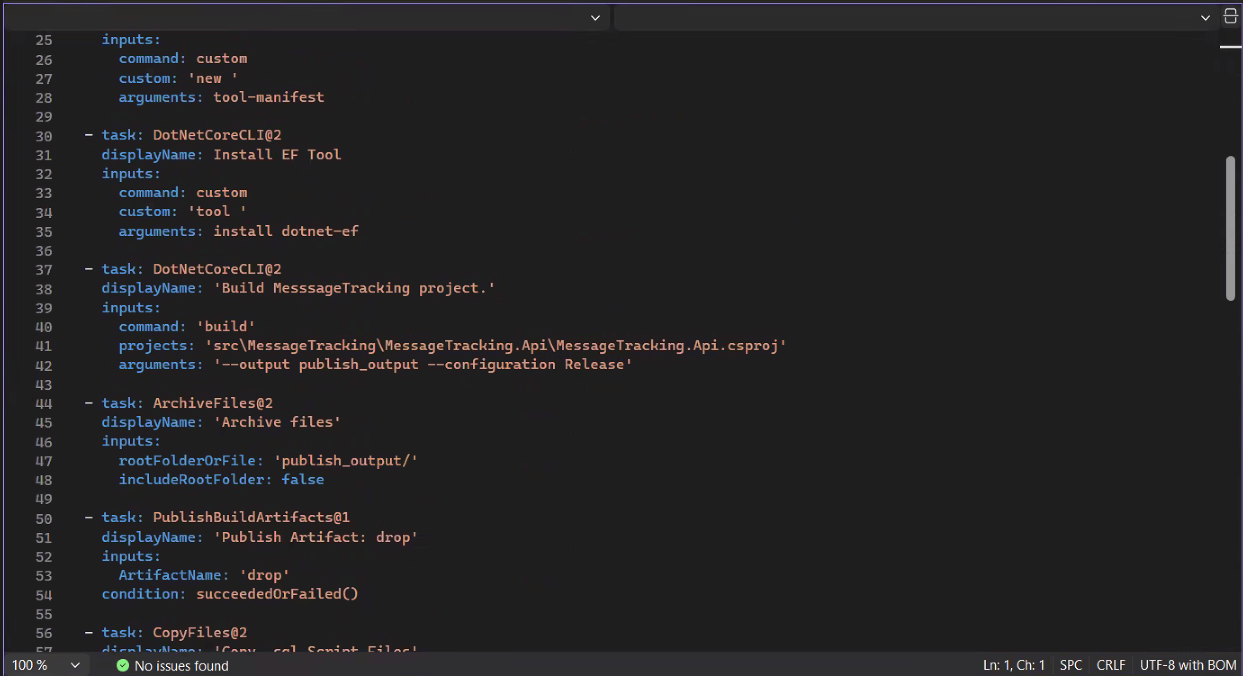 25 inputs:
26 command: custom
27 custom: 'new '
28 arguments: tool-manifest
29
30 - task: DotNetCoreCLI@2
31 displayName: Install EF Tool
32 inputs:
33 command: custom
34 custom: 'tool '
35 arguments: install dotnet-ef
36
37 - task: DotNetCoreCLI@2
38 displayName: 'Build MesssageTracking project.'
39 inputs:
40 command: 'build'
41 projects: 'src\MessageTracking\MessageTracking.Api\MessageTracking.Api.csproj'
42 arguments: '--output publish_output --configuration Release'
43
44 - task: ArchiveFiles@2
45 displayName: 'Archive files'
46 inputs:
47 rootFolderOrFile: 'publish_output/'
48 includeRootFolder: false
49
50 - task: PublishBuildArtifacts@1
51 displayName: 'Publish Artifact: drop'
52 inputs:
53 ArtifactName: 'drop'
54 condition: succeededOrFailed()
55
56 - task: CopyFiles@2
57 displayName: 'Copy .sql Script Files'
100 % No issues found Ln: 1, Ch: 1 SPC CRLF UTF-8 with BOM